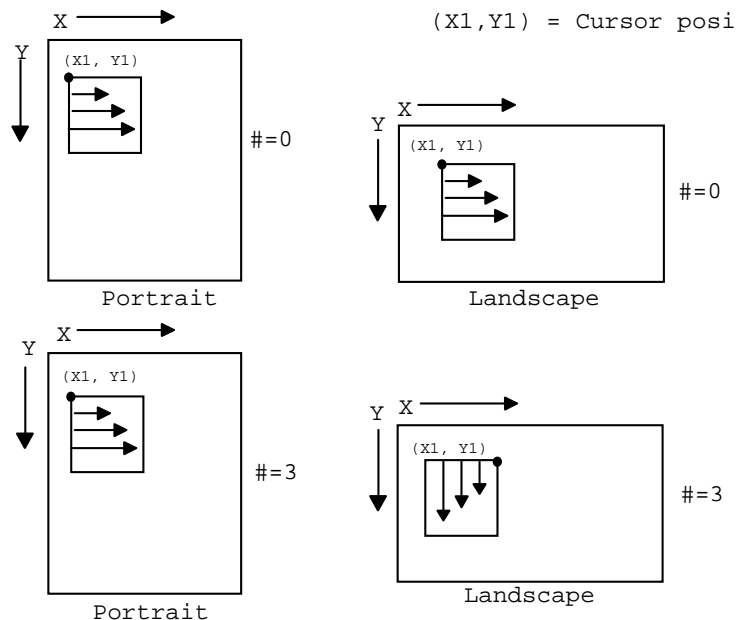 X
(X1,Y1) = Cursor posi
Y
(X1, Y1)
#=0
Portrait
X
Y
(X1, Y1)
#=0
Landscape
X
Y
(X1, Y1)
#=3
Portrait
X
Y
(X1, Y1)
#=3
Landscape